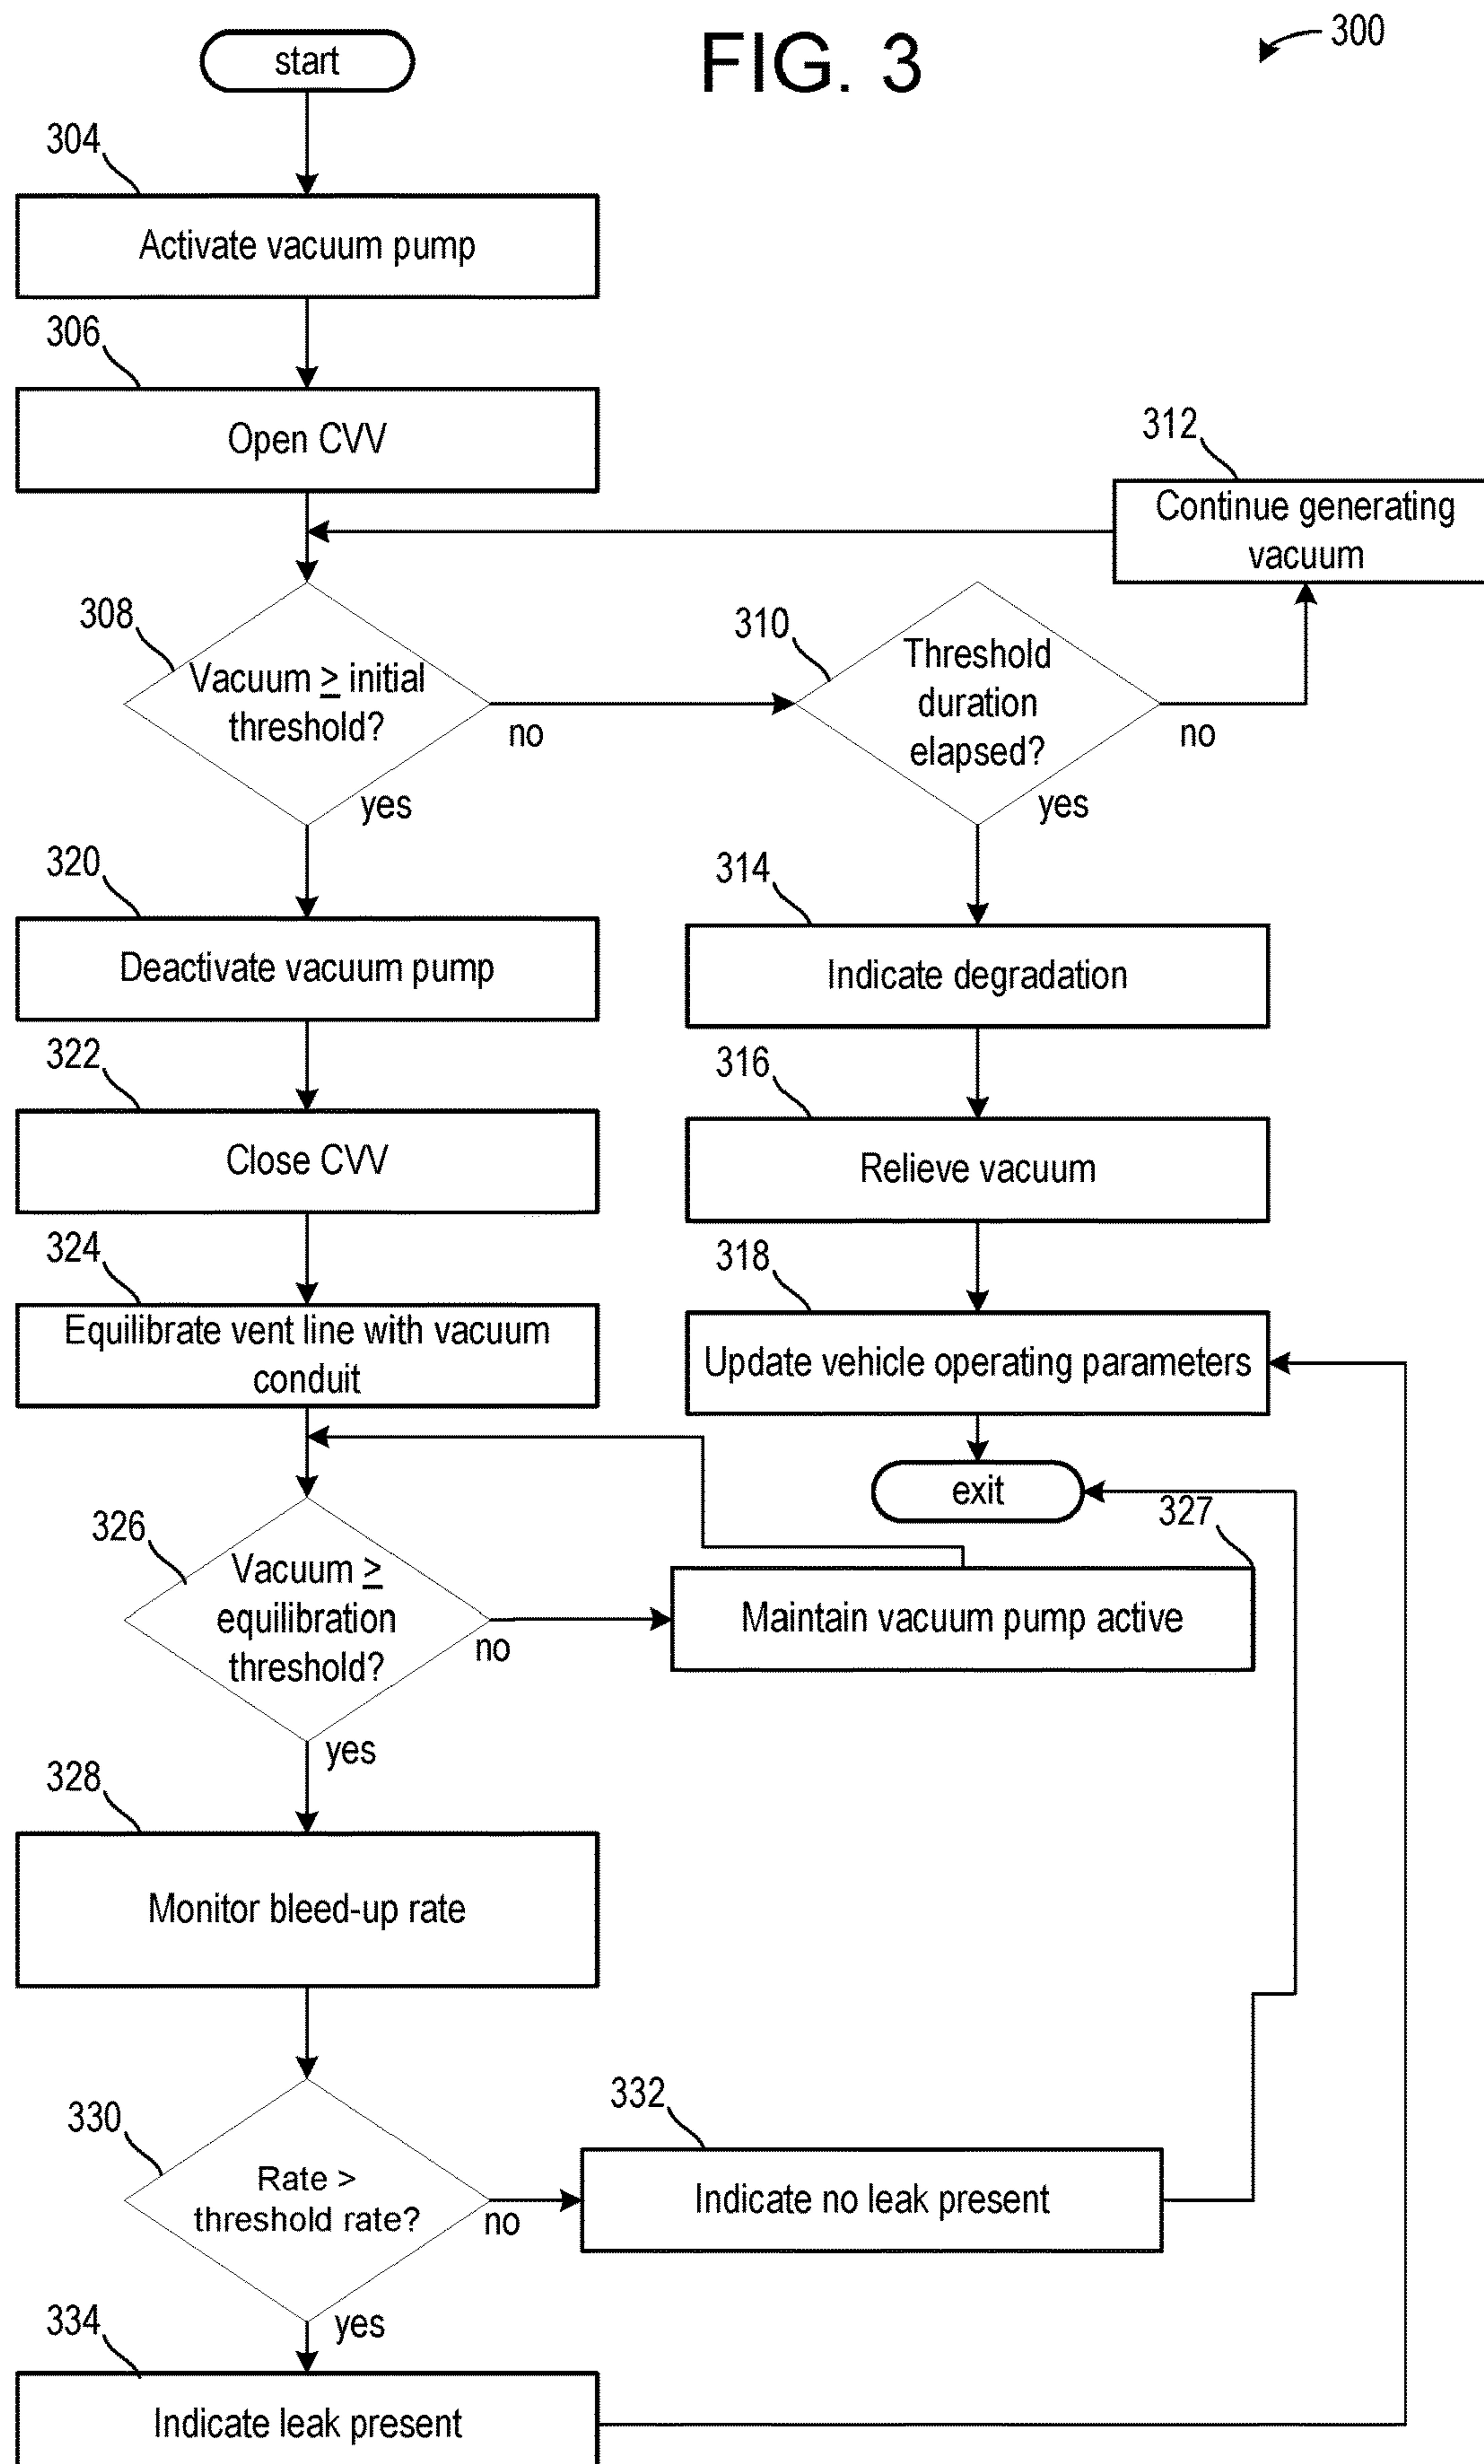 FIG. 3
300
start
304
Activate vacuum pump
306
Open CVV
312
Continue generating
vacuum
308
Vacuum ≥ initial
threshold?
no
yes
310
Threshold
duration
elapsed?
no
yes
320
Deactivate vacuum pump
314
Indicate degradation
322
Close CVV
316
Relieve vacuum
324
Equilibrate vent line with vacuum
conduit
318
Update vehicle operating parameters
exit
326
Vacuum ≥
equilibration
threshold?
no
yes
327
Maintain vacuum pump active
328
Monitor bleed-up rate
330
Rate >
threshold rate?
no
yes
332
Indicate no leak present
334
Indicate leak present